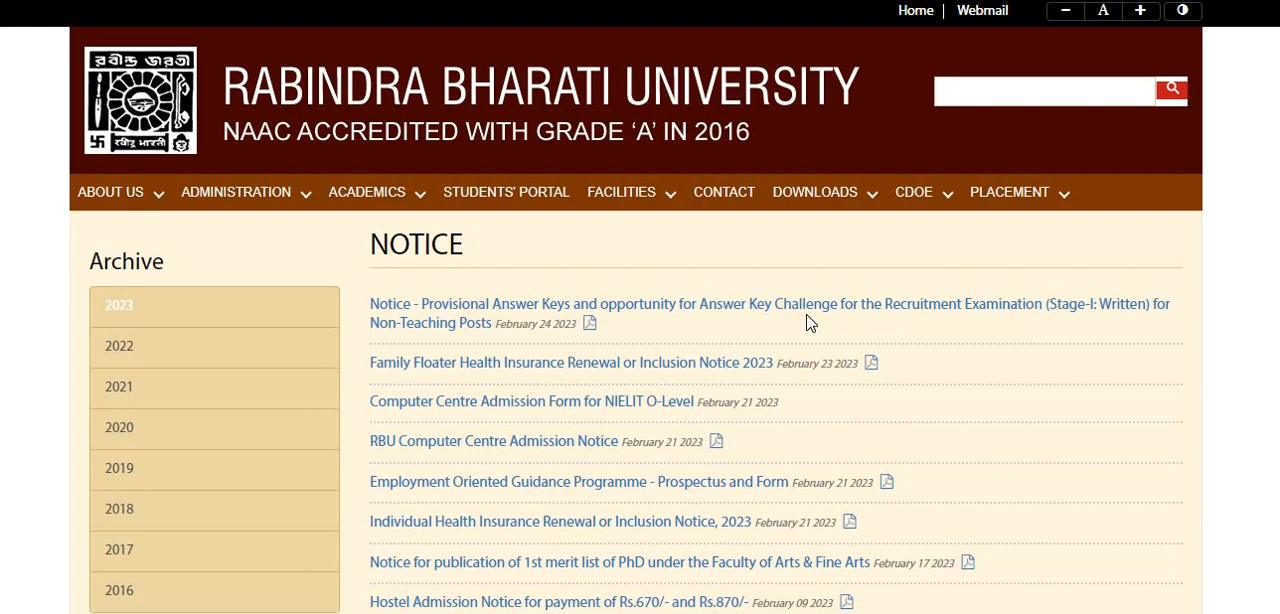 Home | Webmail − A +
রবীন্দ্র ভারতী
रवीन्द्र भारती
RABINDRA BHARATI UNIVERSITY
NAAC ACCREDITED WITH GRADE ‘A’ IN 2016
ABOUT US ADMINISTRATION ACADEMICS STUDENTS' PORTAL FACILITIES CONTACT DOWNLOADS CDOE PLACEMENT
Archive
2023
2022
2021
2020
2019
2018
2017
2016
NOTICE
Notice - Provisional Answer Keys and opportunity for Answer Key Challenge for the Recruitment Examination (Stage-I: Written) for
Non-Teaching Posts February 24 2023
Family Floater Health Insurance Renewal or Inclusion Notice 2023 February 23 2023
Computer Centre Admission Form for NIELIT O-Level February 21 2023
RBU Computer Centre Admission Notice February 21 2023
Employment Oriented Guidance Programme - Prospectus and Form February 21 2023
Individual Health Insurance Renewal or Inclusion Notice, 2023 February 21 2023
Notice for publication of 1st merit list of PhD under the Faculty of Arts & Fine Arts February 17 2023
Hostel Admission Notice for payment of Rs.670/- and Rs.870/- February 09 2023